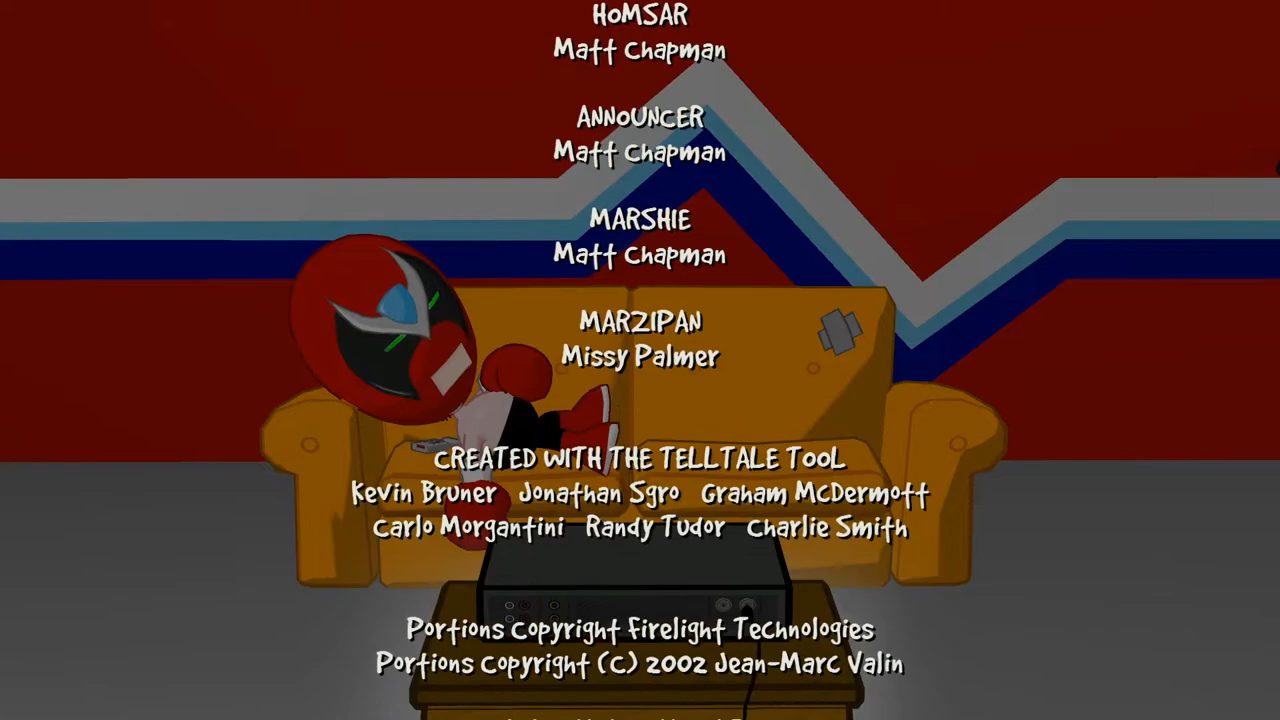 HOMSAR
Matt Chapman
ANNOUNCER
Matt Chapman
MARSHIE
Matt Chapman
MARZIPAN
Missy Palmer
CREATED WITH THE TELLTALE TOOL
Kevin Bruner Jonathan Sgro Graham McDermott
Carlo Morgantini Randy Tudor Charlie Smith
Portions Copyright Firelight Technologies
Portions Copyright (C) 2002 Jean-Marc Valin